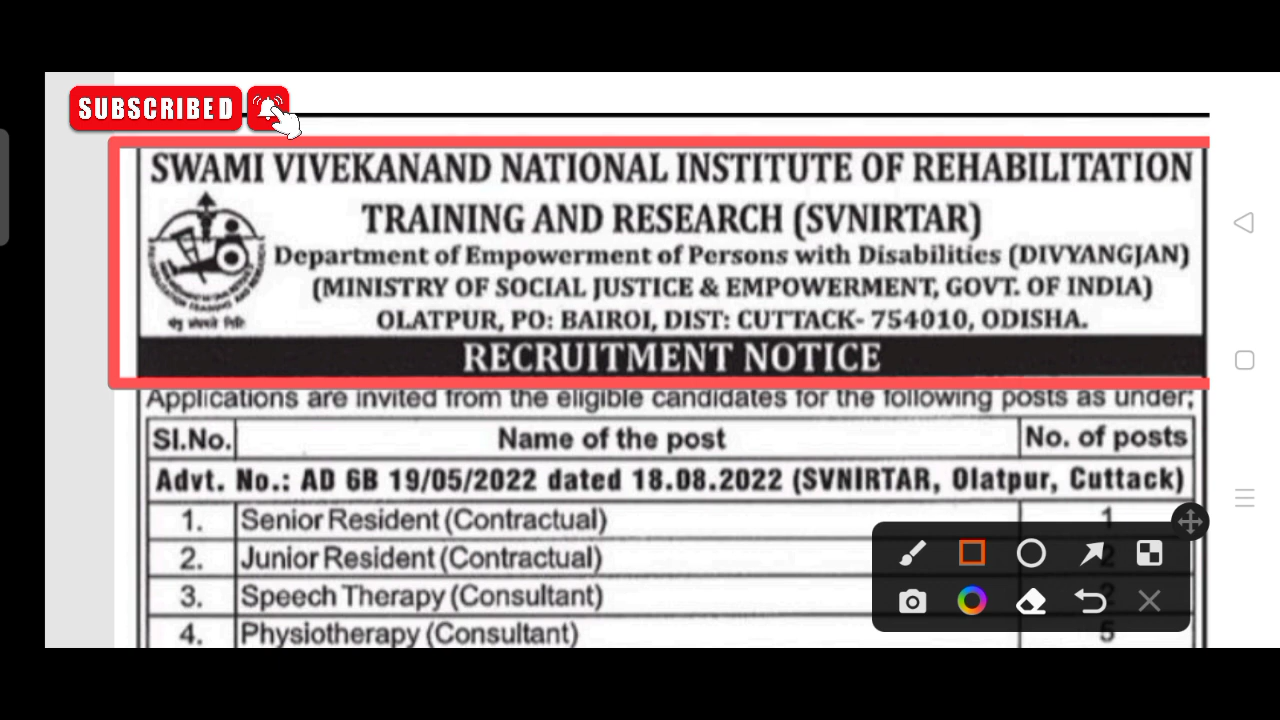 SUBSCRIBED
SWAMI VIVEKANAND NATIONAL INSTITUTE OF REHABILITATION
TRAINING AND RESEARCH (SVNIRTAR)
Department of Empowerment of Persons with Disabilities (DIVYANGJAN)
(MINISTRY OF SOCIAL JUSTICE & EMPOWERMENT, GOVT. OF INDIA)
OLATPUR, PO: BAIROI, DIST: CUTTACK- 754010, ODISHA.
RECRUITMENT NOTICE
Applications are invited from the eligible candidates for the following posts as under;
Sl.No. Name of the post No. of posts
Advt. No.: AD 6B 19/05/2022 dated 18.08.2022 (SVNIRTAR, Olatpur, Cuttack)
1. Senior Resident (Contractual) 1
2. Junior Resident (Contractual) 2
3. Speech Therapy (Consultant) 2
4. Physiotherapy (Consultant) 5